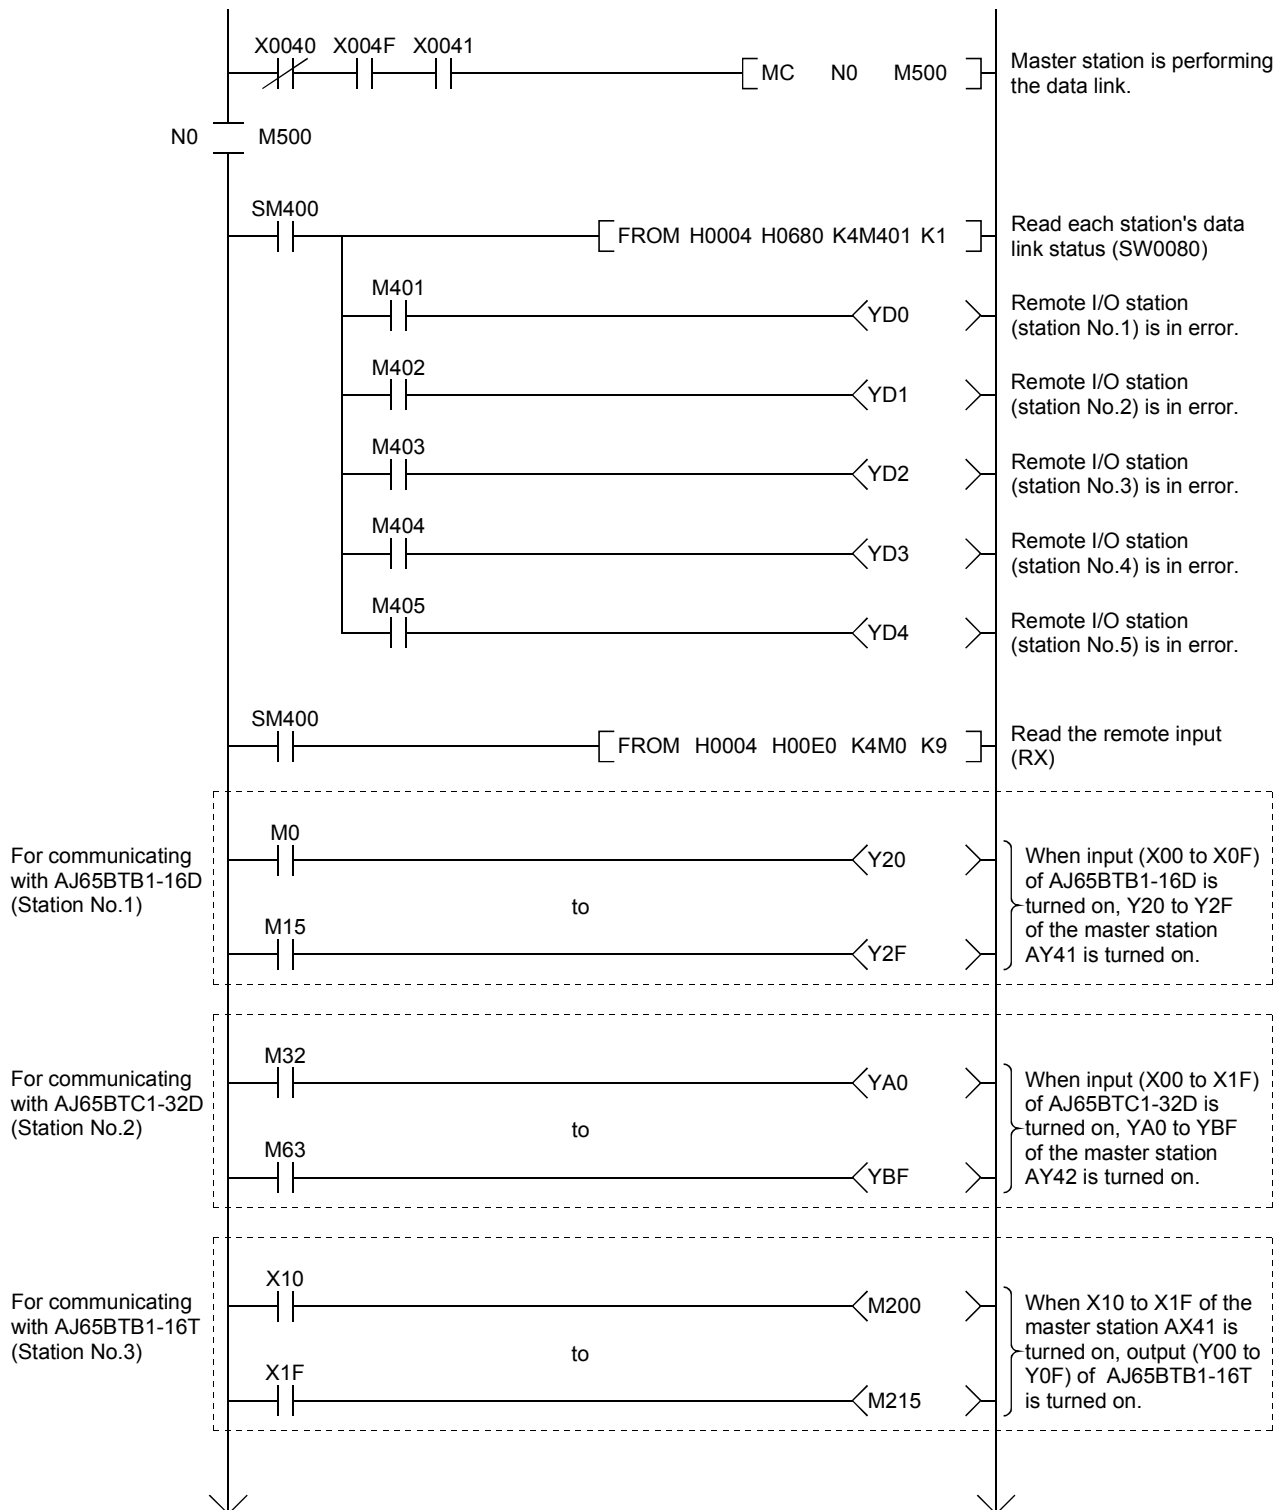 X0040 X004F X0041
MC N0 M500
Master station is performing
the data link.
N0 M500
SM400
FROM H0004 H0680 K4M401 K1
Read each station's data
link status (SW0080)
M401
YD0
Remote I/O station
(station No.1) is in error.
M402
YD1
Remote I/O station
(station No.2) is in error.
M403
YD2
Remote I/O station
(station No.3) is in error.
M404
YD3
Remote I/O station
(station No.4) is in error.
M405
YD4
Remote I/O station
(station No.5) is in error.
SM400
FROM H0004 H00E0 K4M0 K9
Read the remote input
(RX)
For communicating
with AJ65BTB1-16D
(Station No.1)
M0
Y20
to
M15
Y2F
When input (X00 to X0F)
of AJ65BTB1-16D is
turned on, Y20 to Y2F
of the master station
AY41 is turned on.
For communicating
with AJ65BTC1-32D
(Station No.2)
M32
YA0
to
M63
YBF
When input (X00 to X1F)
of AJ65BTC1-32D is
turned on, YA0 to YBF
of the master station
AY42 is turned on.
For communicating
with AJ65BTB1-16T
(Station No.3)
X10
M200
to
X1F
M215
When X10 to X1F of the
master station AX41 is
turned on, output (Y00 to
Y0F) of AJ65BTB1-16T
is turned on.